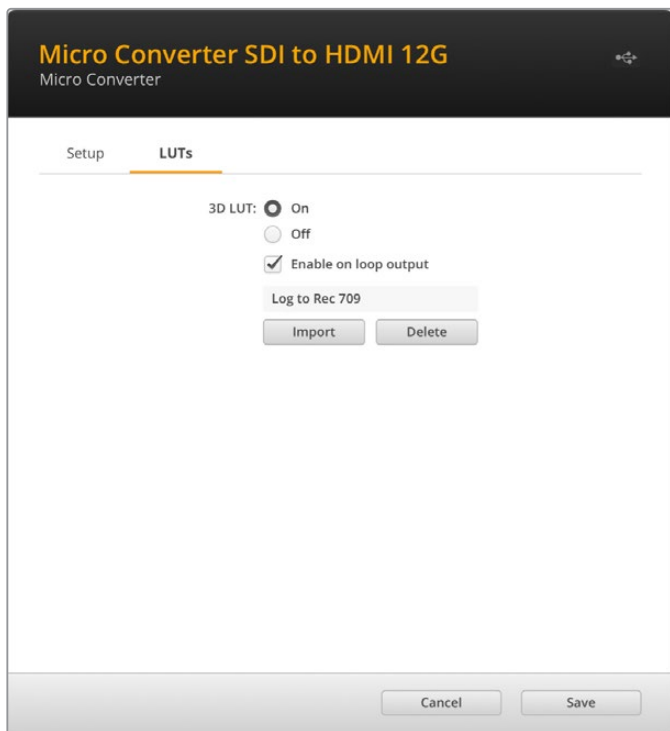 Micro Converter SDI to HDMI 12G
Micro Converter
Setup LUTs
3D LUT: On
Off
Enable on loop output
Log to Rec 709
Import Delete
Cancel Save